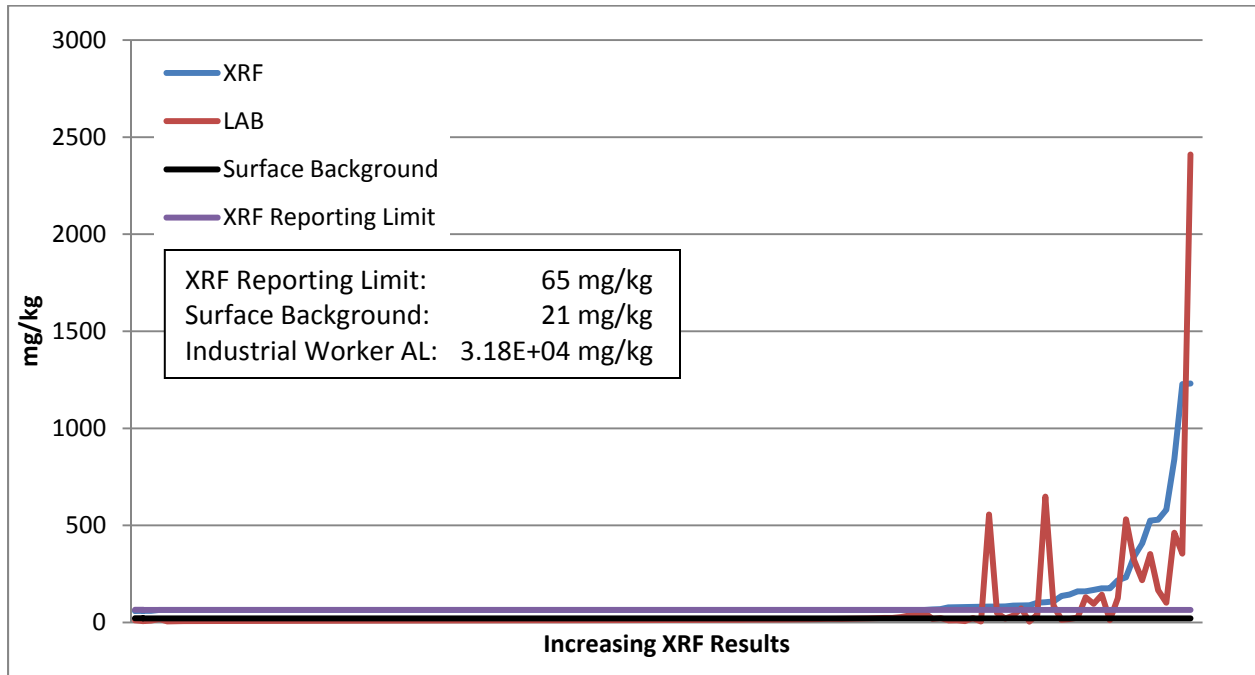 3000
2500
2000
1500
1000
500
0
mg/kg
XRF
LAB
Surface Background
XRF Reporting Limit
XRF Reporting Limit: 65 mg/kg
Surface Background: 21 mg/kg
Industrial Worker AL: 3.18E+04 mg/kg
Increasing XRF Results